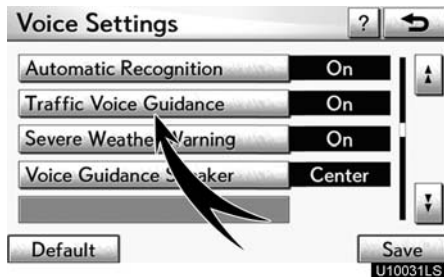 Voice Settings ?
Automatic Recognition On
Traffic Voice Guidance On
Severe Weather Warning On
Voice Guidance Speaker Center
Default Save
U10031LS